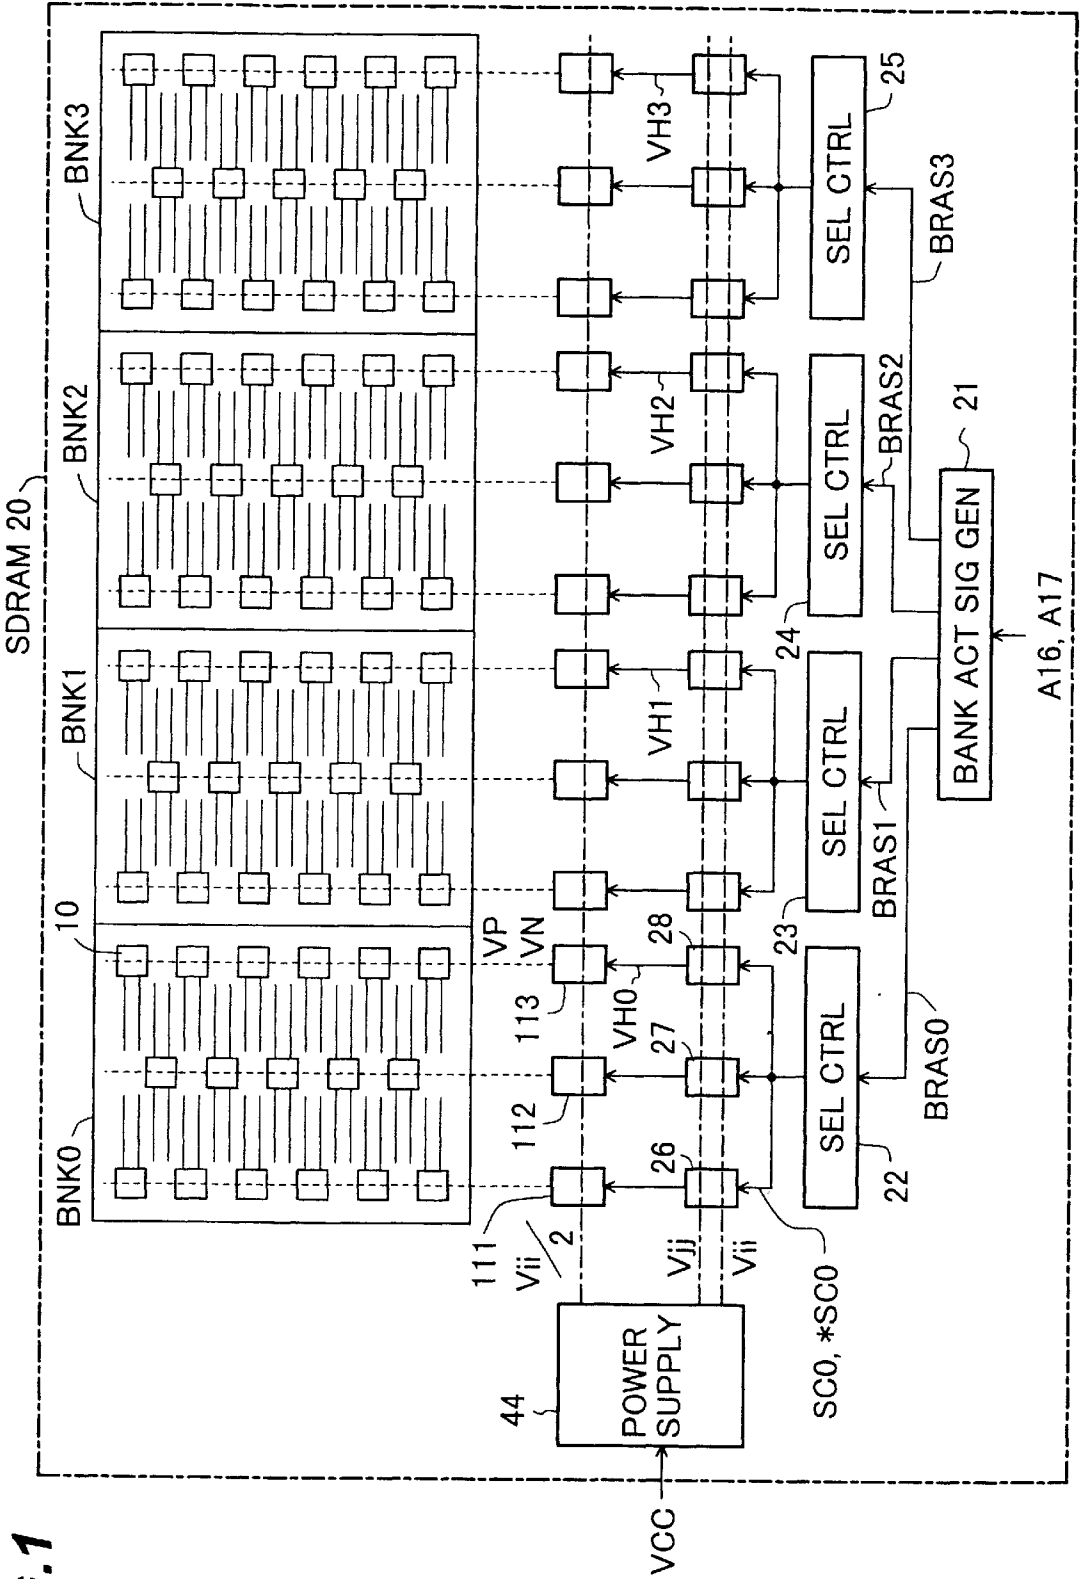 .1
SDRAM 20
BNK0
BNK1
BNK2
BNK3
10
VP
VN
111
112
113
Vii/2
VH0
VH1
VH2
VH3
44
POWER
SUPPLY
VCC
Vjj
Vii
26
27
28
SC0, *SC0
SEL CTRL
22
SEL CTRL
23
SEL CTRL
24
SEL CTRL
25
BRAS0
BRAS1
BRAS2
BRAS3
BANK ACT SIG GEN
21
A16, A17